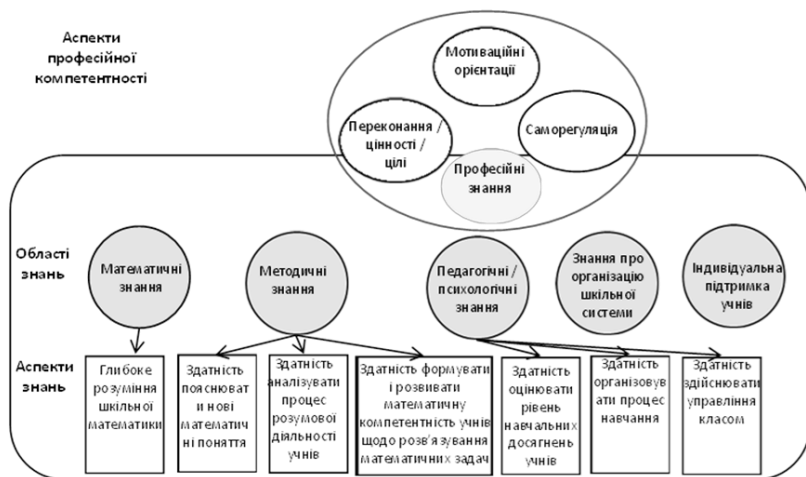 Аспекти
професійної
компетентності
Мотиваційні
орієнтації
Переконання /
цінності /
цілі
Саморегуляція
Професійні
знання
Області
знань
Математичні
знання
Методичні
знання
Педагогічні /
психологічні
знання
Знання про
організацію
шкільної
системи
Індивідуальна
підтримка
учнів
Аспекти
знань
Глибоке
розуміння
шкільної
математики
Здатність
пояснюват
и нові
математич
ні поняття
Здатність
аналізувати
процес
розумової
діяльності
учнів
Здатність формувати
і розвивати
математичну
компетентність учнів
щодо розв'язування
математичних задач
Здатність
оцінювати
рівень
навчальних
досягнень
учнів
Здатність
організовув
ати процес
навчання
Здатність
здійснювати
управління
класом